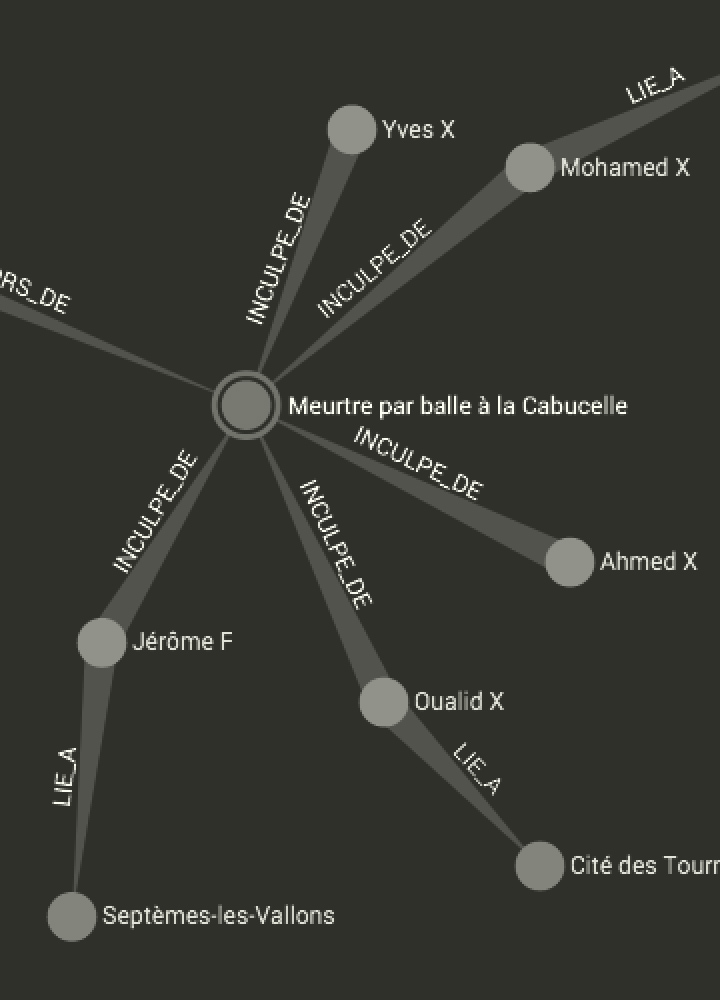 LIE_A
Yves X
Mohamed X
INCULPE_DE
INCULPE_DE
Meurtre par balle à la Cabucelle
INCULPE_DE
INCULPE_DE
INCULPE_DE
Ahmed X
Jérôme F
Oualid X
LIE_A
LIE_A
Cité des
Septèmes-les-Vallons